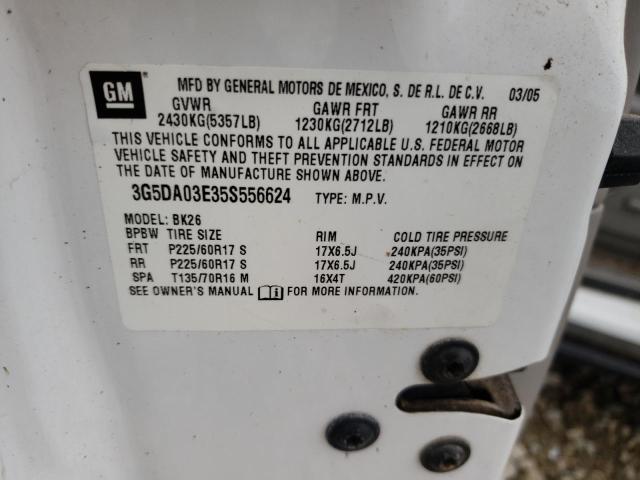 GM
MFD BY GENERAL MOTORS DE MEXICO, S. DE R.L. DE C.V. 03/05
GVWR GAWR FRT GAWR RR
2430KG(5357LB) 1230KG(2712LB) 1210KG(2668LB)
THIS VEHICLE CONFORMS TO ALL APPLICABLE U.S. FEDERAL MOTOR
VEHICLE SAFETY AND THEFT PREVENTION STANDARDS IN EFFECT ON
THE DATE OF MANUFACTURE SHOWN ABOVE.
3G5DA03E35S556624 TYPE: M.P.V.
MODEL: BK26
BPBW TIRE SIZE RIM COLD TIRE PRESSURE
FRT P225/60R17 S 17X6.5J 240KPA(35PSI)
RR P225/60R17 S 17X6.5J 240KPA(35PSI)
SPA T135/70R16 M 16X4T 420KPA(60PSI)
SEE OWNER'S MANUAL FOR MORE INFORMATION.